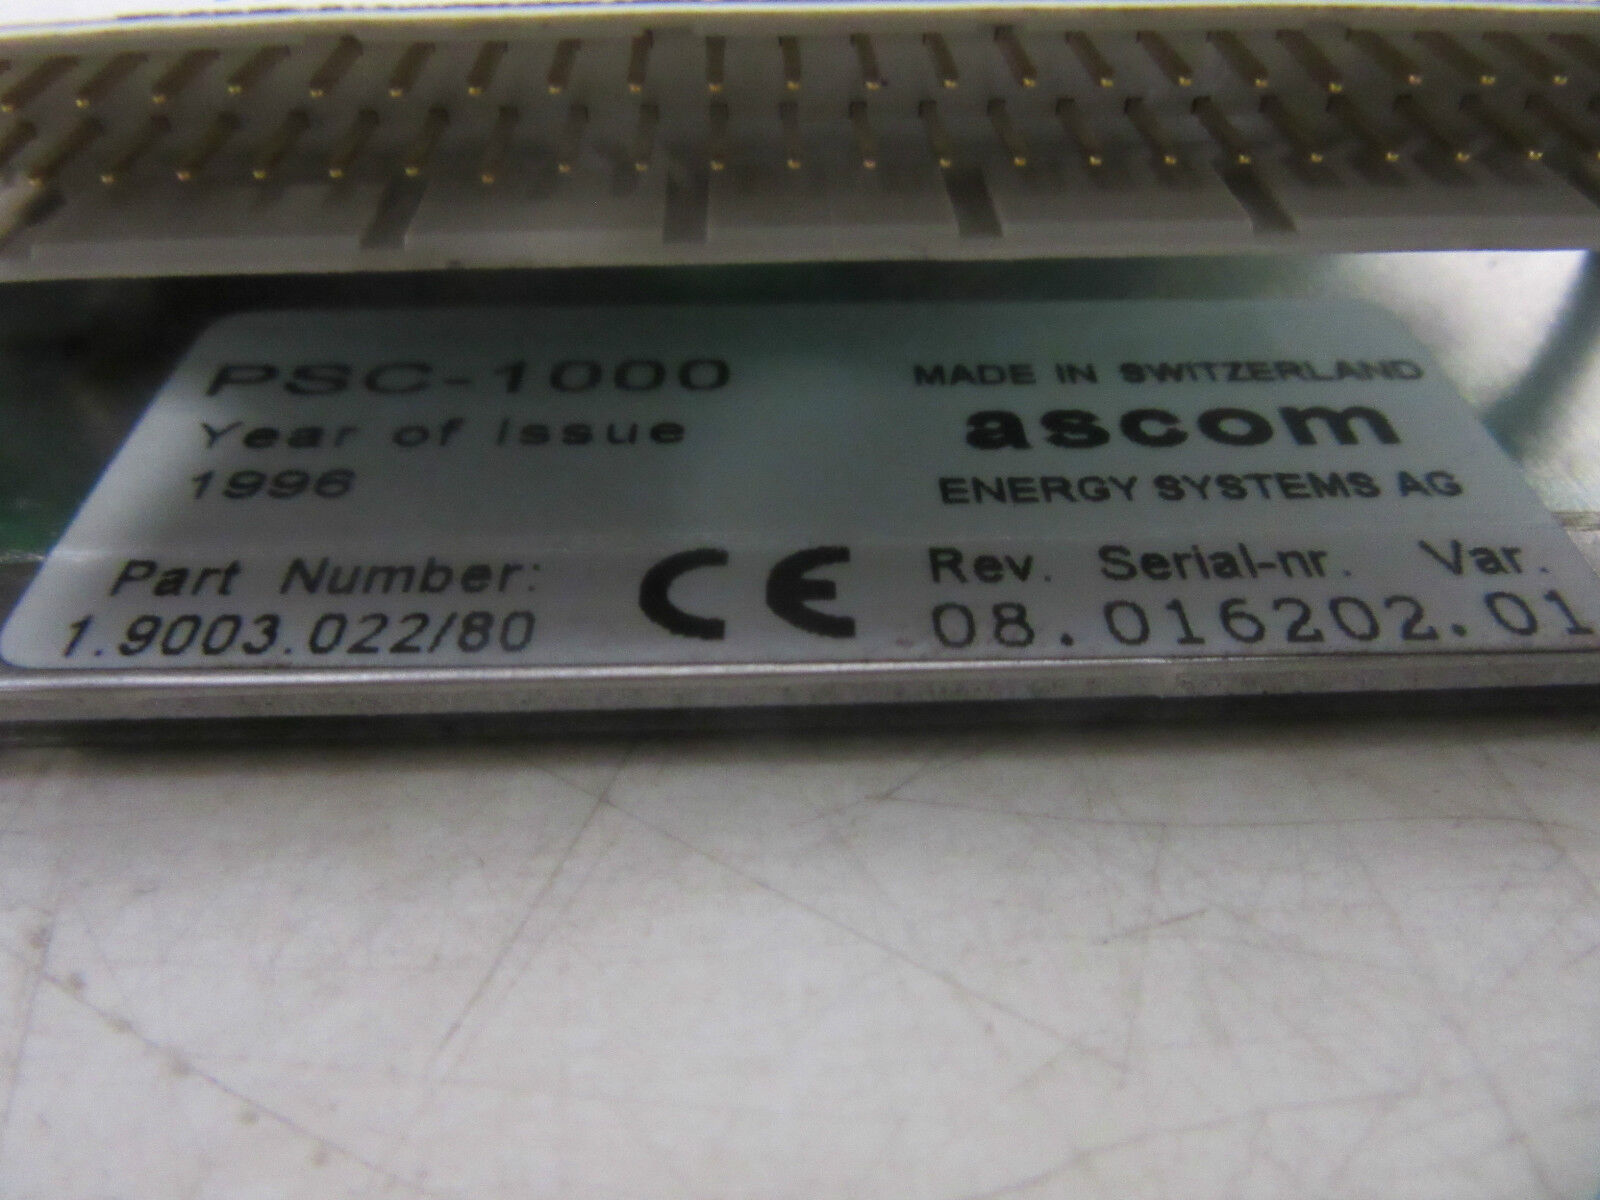 PSC-1000
Year of issue
1996
Part Number:
1.9003.022/80
CE
MADE IN SWITZERLAND
ascom
ENERGY SYSTEMS AG
Rev. Serial-nr. Var.
08.016202.01